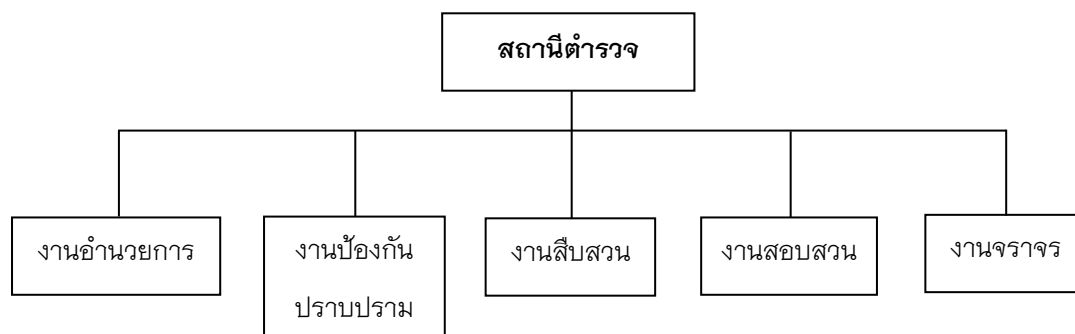 สถานีตำรวจ
งานอำนวยการ
งานป้องกัน
ปราบปราม
งานสืบสวน
งานสอบสวน
งานจราจร